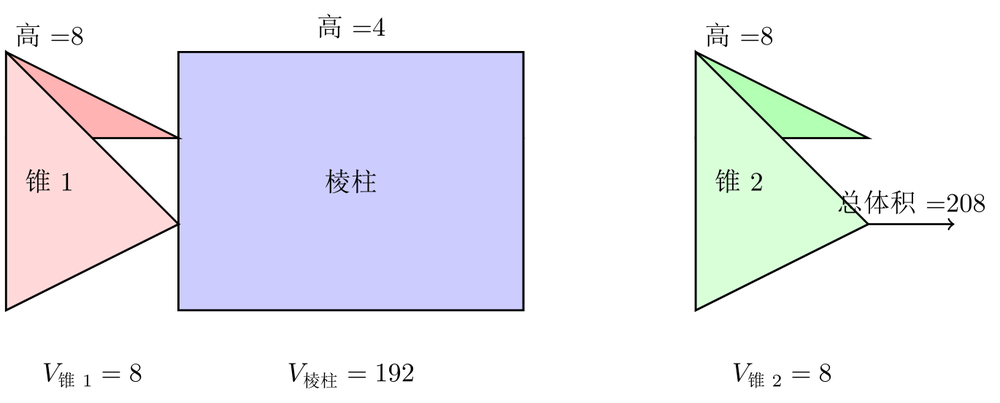 高 =8
高 =4
高 =8
锥 1
棱柱
锥 2
总体积 =208
V锥 1 = 8
V棱柱 = 192
V锥 2 = 8